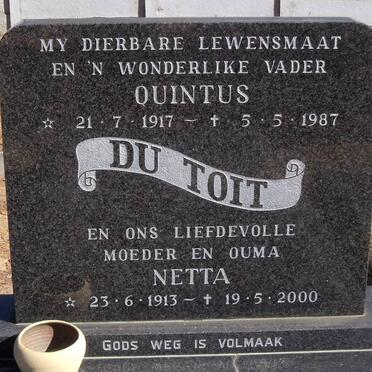 MY DIERBARE LEWENSMAAT
EN 'N WONDERLIKE VADER
QUINTUS
☆ 21 - 7 - 1917 ~ ✝ 5 - 5 - 1987
DU TOIT
EN ONS LIEFDEVOLLE
MOEDER EN OUMA
NETTA
☆ 23 - 6 - 1913 ~ ✝ 19 - 5 - 2000
GODS WEG IS VOLMAAK